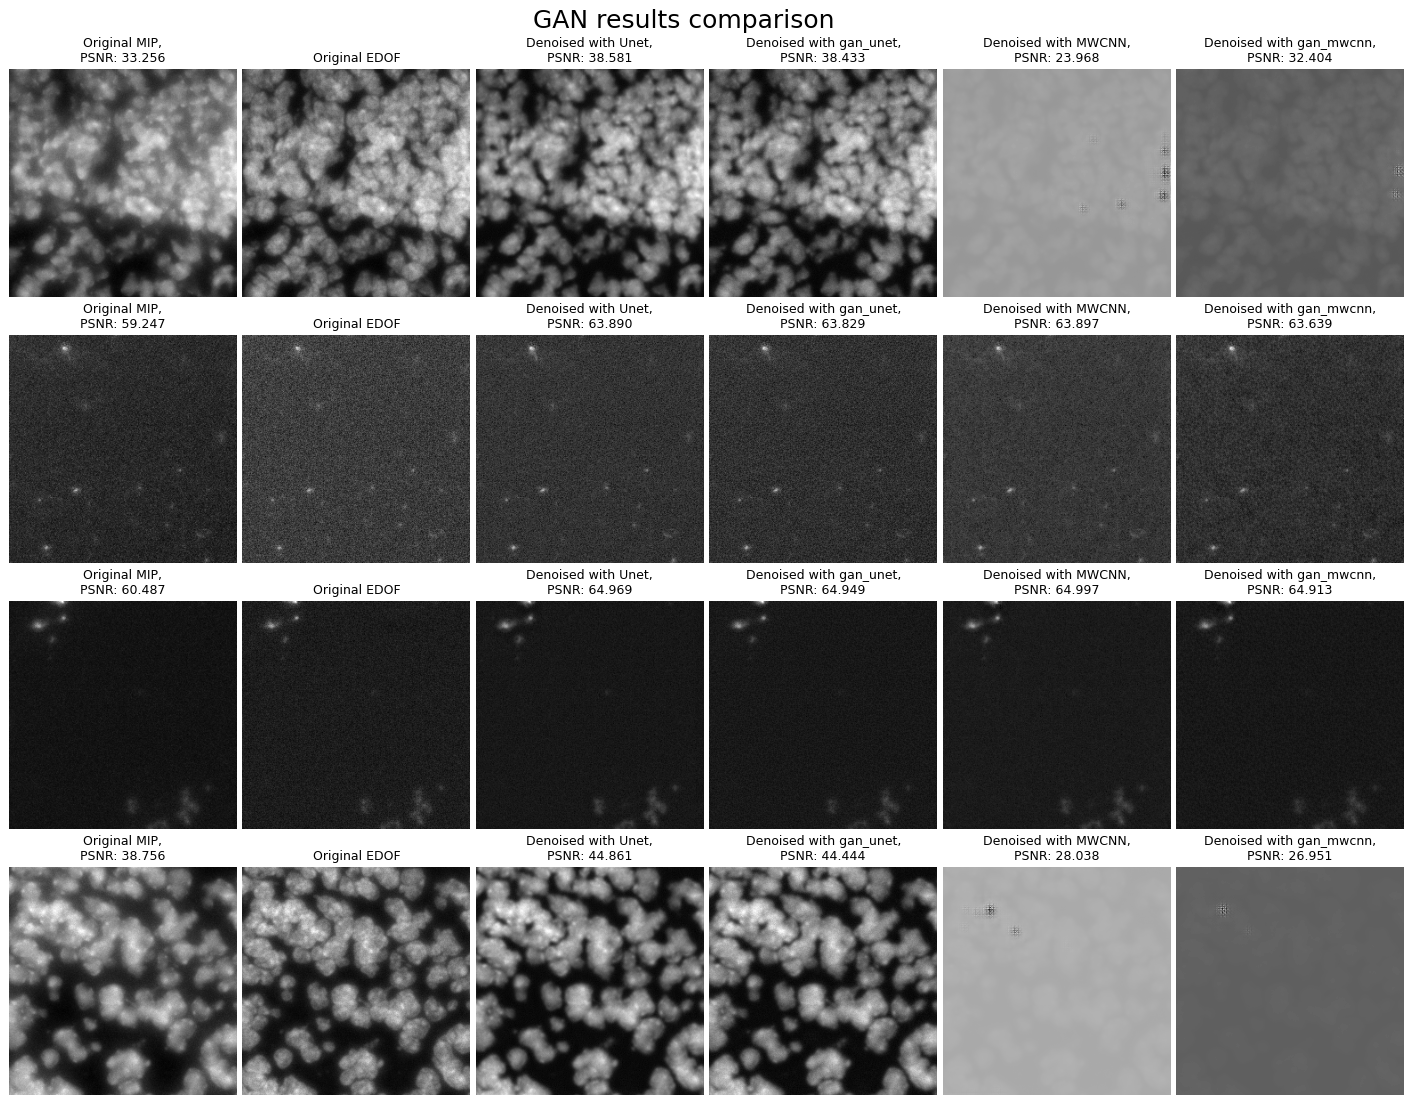 GAN results comparison
Original MIP,
PSNR: 33.256
Original EDOF
Denoised with Unet,
PSNR: 38.581
Denoised with gan_unet,
PSNR: 38.433
Denoised with MWCNN,
PSNR: 23.968
Denoised with gan_mwcnn,
PSNR: 32.404
Original MIP,
PSNR: 59.247
Original EDOF
Denoised with Unet,
PSNR: 63.890
Denoised with gan_unet,
PSNR: 63.829
Denoised with MWCNN,
PSNR: 63.897
Denoised with gan_mwcnn,
PSNR: 63.639
Original MIP,
PSNR: 60.487
Original EDOF
Denoised with Unet,
PSNR: 64.969
Denoised with gan_unet,
PSNR: 64.949
Denoised with MWCNN,
PSNR: 64.997
Denoised with gan_mwcnn,
PSNR: 64.913
Original MIP,
PSNR: 38.756
Original EDOF
Denoised with Unet,
PSNR: 44.861
Denoised with gan_unet,
PSNR: 44.444
Denoised with MWCNN,
PSNR: 28.038
Denoised with gan_mwcnn,
PSNR: 26.951